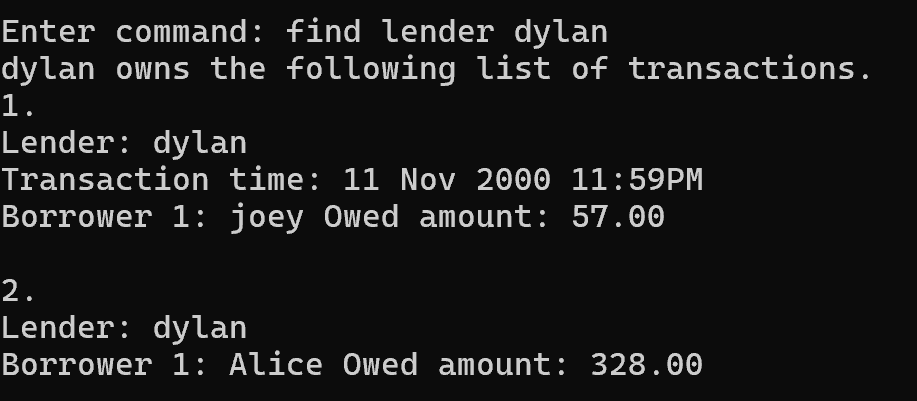 Enter command: find lender dylan
dylan owns the following list of transactions.
1.
Lender: dylan
Transaction time: 11 Nov 2000 11:59PM
Borrower 1: joey Owed amount: 57.00
2.
Lender: dylan
Borrower 1: Alice Owed amount: 328.00